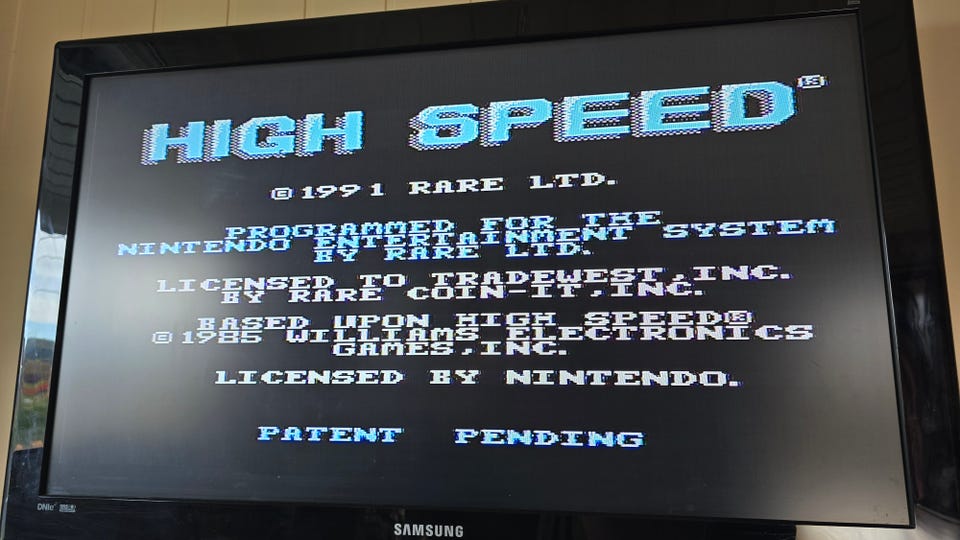 HIGH SPEED®
©1991 RARE LTD.
PROGRAMMED FOR THE
NINTENDO ENTERTAINMENT SYSTEM
BY RARE LTD.
LICENSED TO TRADEWEST,INC.
BY RARE COIN-IT,INC.
BASED UPON HIGH SPEED®
©1985 WILLIAMS ELECTRONICS
GAMES,INC.
LICENSED BY NINTENDO.
PATENT PENDING
DNIe
SAMSUNG